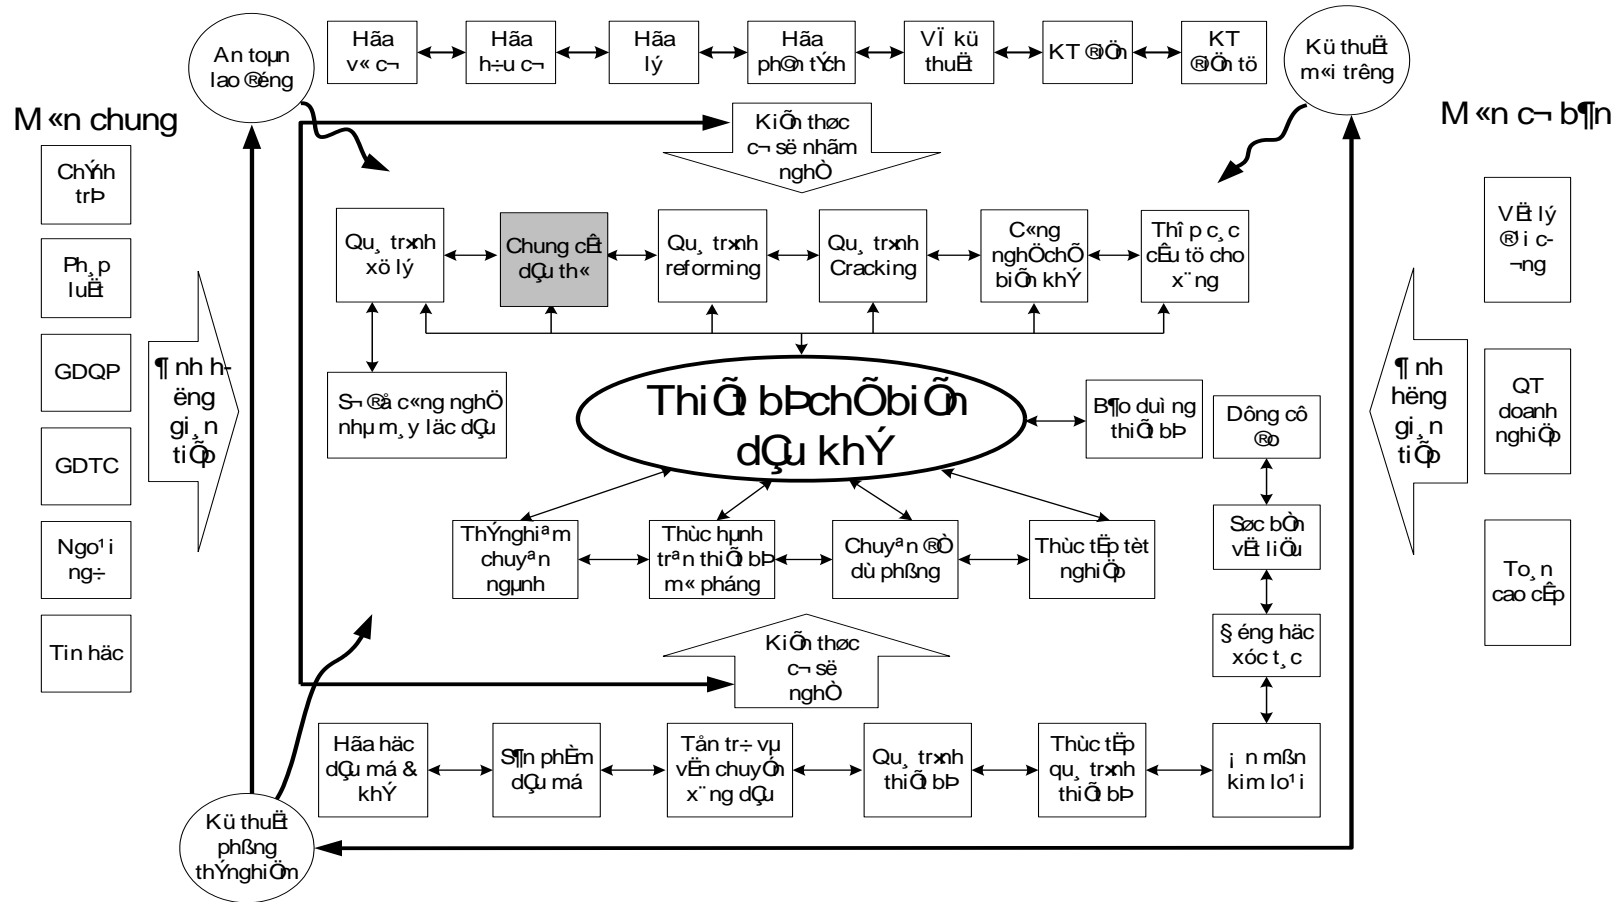 An toµn
lao ®éng
Hãa
v« c¬
Hãa
h÷u c¬
Hãa
lý
Hãa
ph©n tÝch
VÏ kü
thuËt
KT ®iÖn
KT
®iÖn tö
Kü thuËt
m«i trêng
M«n chung
M«n c¬ b¶n
KiÕn thøc
c¬ së nhãm
nghÒ
ChÝnh
trÞ
Ph¸p
luËt
GDQP
GDTC
Ngo¹i
ng÷
Tin häc
¶nh h-
ëng
gi¸n
tiÕp
Qu¸ tr×nh
xö lý
Chung cÊt
dÇu th«
Qu¸ tr×nh
reforming
Qu¸ tr×nh
Cracking
C«ng
nghÖ chÕ
biÕn khÝ
Thîp c¸c
cÊu tö cho
x¨ng
VËt lý
®¹i c-
¬ng
QT
doanh
nghiÖp
To¸n
cao cÊp
¶nh
hëng
gi¸n
tiÕp
S¬ ®å c«ng nghÖ
nhµ m¸y läc dÇu
ThiÕt bÞ chÕ biÕn
dÇu khÝ
B¶o duìng
thiÕt bÞ
Dông cô
®o
Søc bÒn
vËt liÖu
§éng häc
xóc t¸c
ThÝ nghiªm
chuyªn
ngµnh
Thùc hµnh
trªn thiÕt bÞ
m« pháng
Chuyªn ®Ò
dù phßng
Thùc tËp tèt
nghiÖp
KiÕn thøc
c¬ së
nghÒ
Hãa häc
dÇu má &
khÝ
S¶n phÈm
dÇu má
Tån tr÷ vµ
vËn chuyÓn
x¨ng dÇu
Qu¸ tr×nh
thiÕt bÞ
Thùc tËp
qu¸ tr×nh
thiÕt bÞ
¡n mßn
kim lo¹i
Kü thuËt
phßng
thÝ nghiÖm